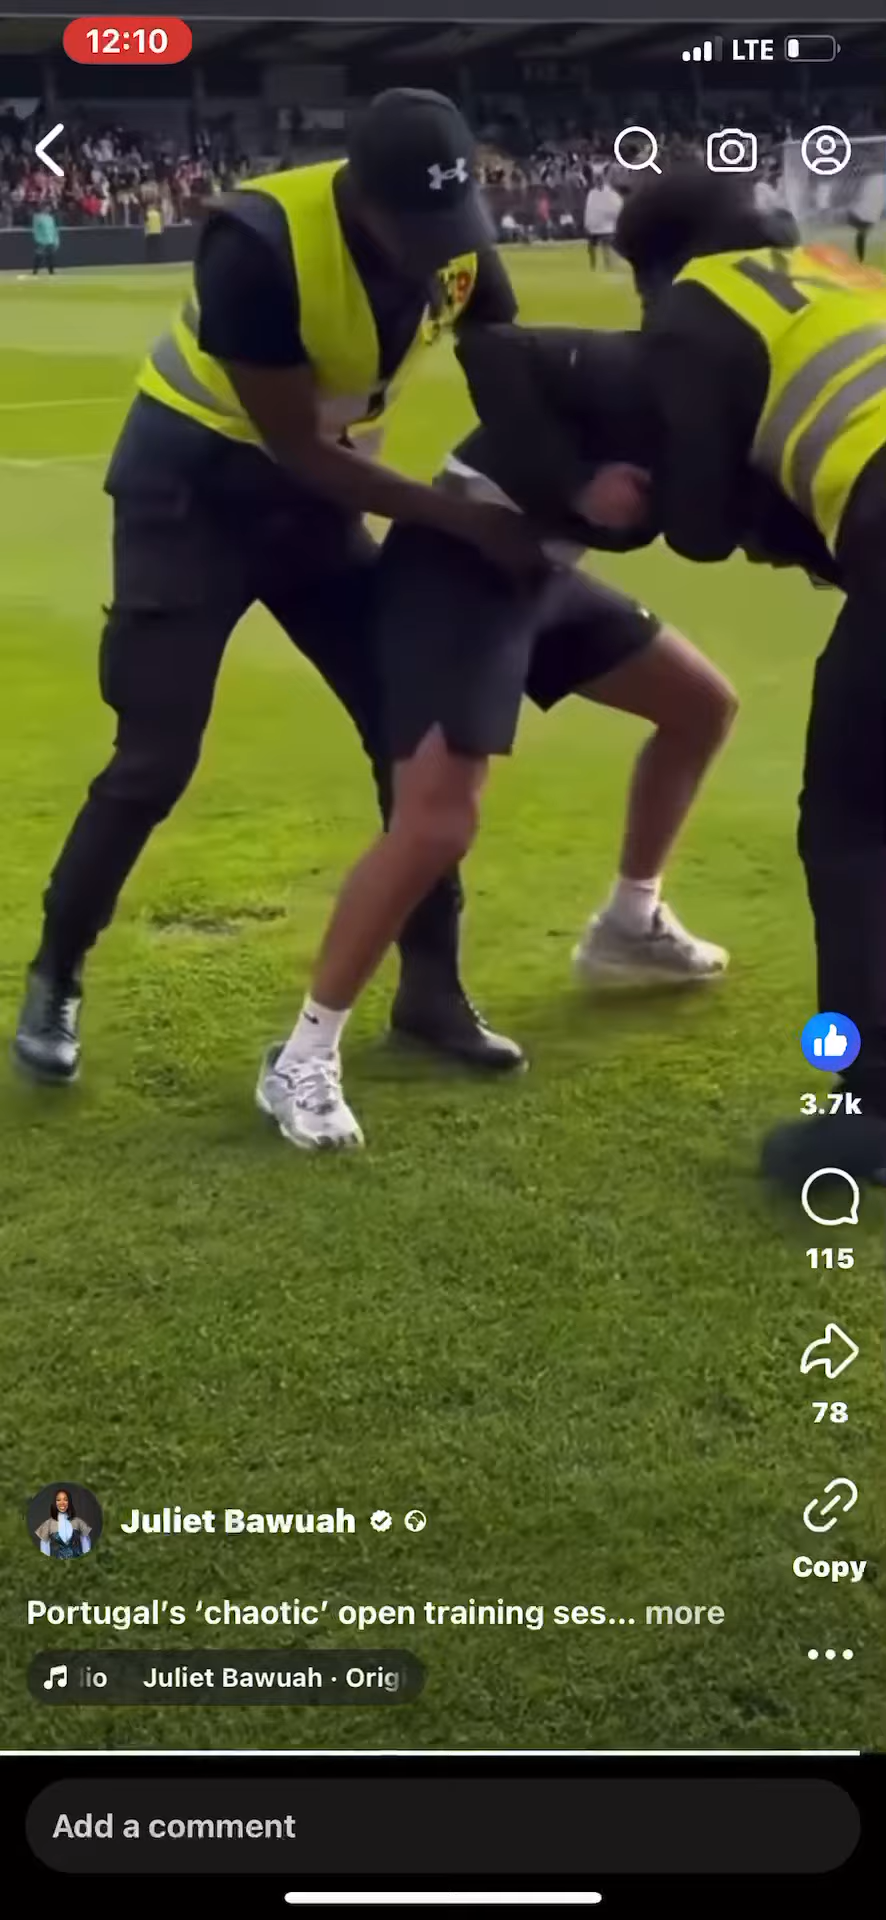 12:10
LTE
3.7k
115
78
Copy
Juliet Bawuah
Portugal’s ‘chaotic’ open training ses... more
lio Juliet Bawuah · Orig
Add a comment